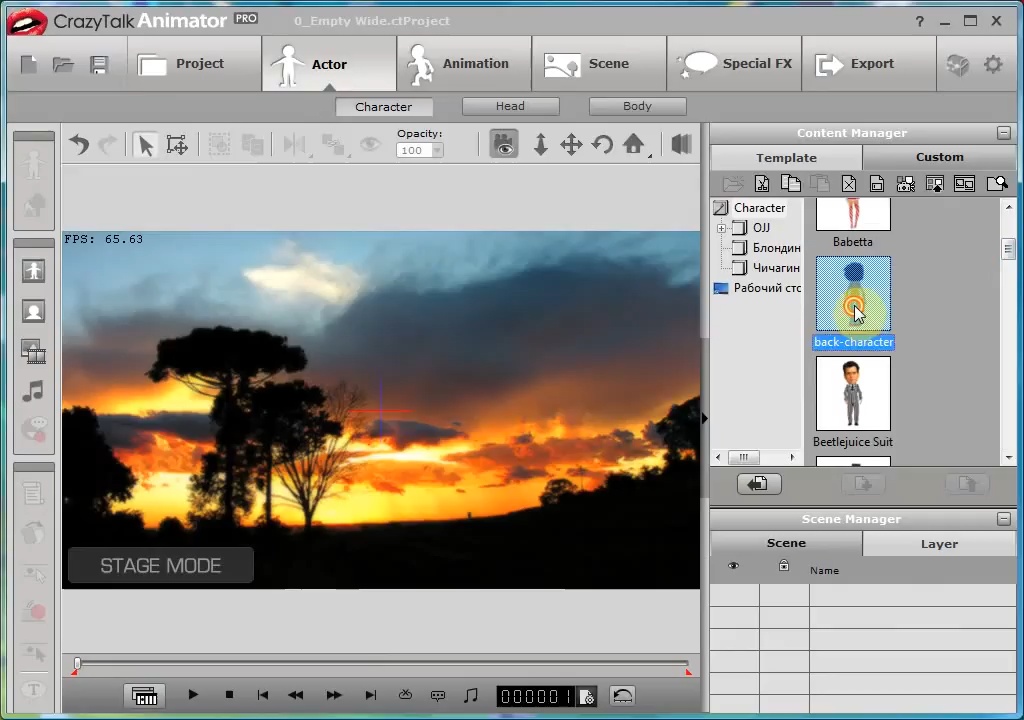 CrazyTalk Animator PRO
0_Empty Wide.ctProject
Project
Actor
Animation
Scene
Special FX
Export
Character
Head
Body
Opacity:
100
FPS: 65.63
STAGE MODE
Content Manager
Template
Custom
Character
OJJ
Блондин
Чичагин
Рабочий сто
Babetta
back-character
Beetlejuice Suit
Scene Manager
Scene
Layer
Name
000001